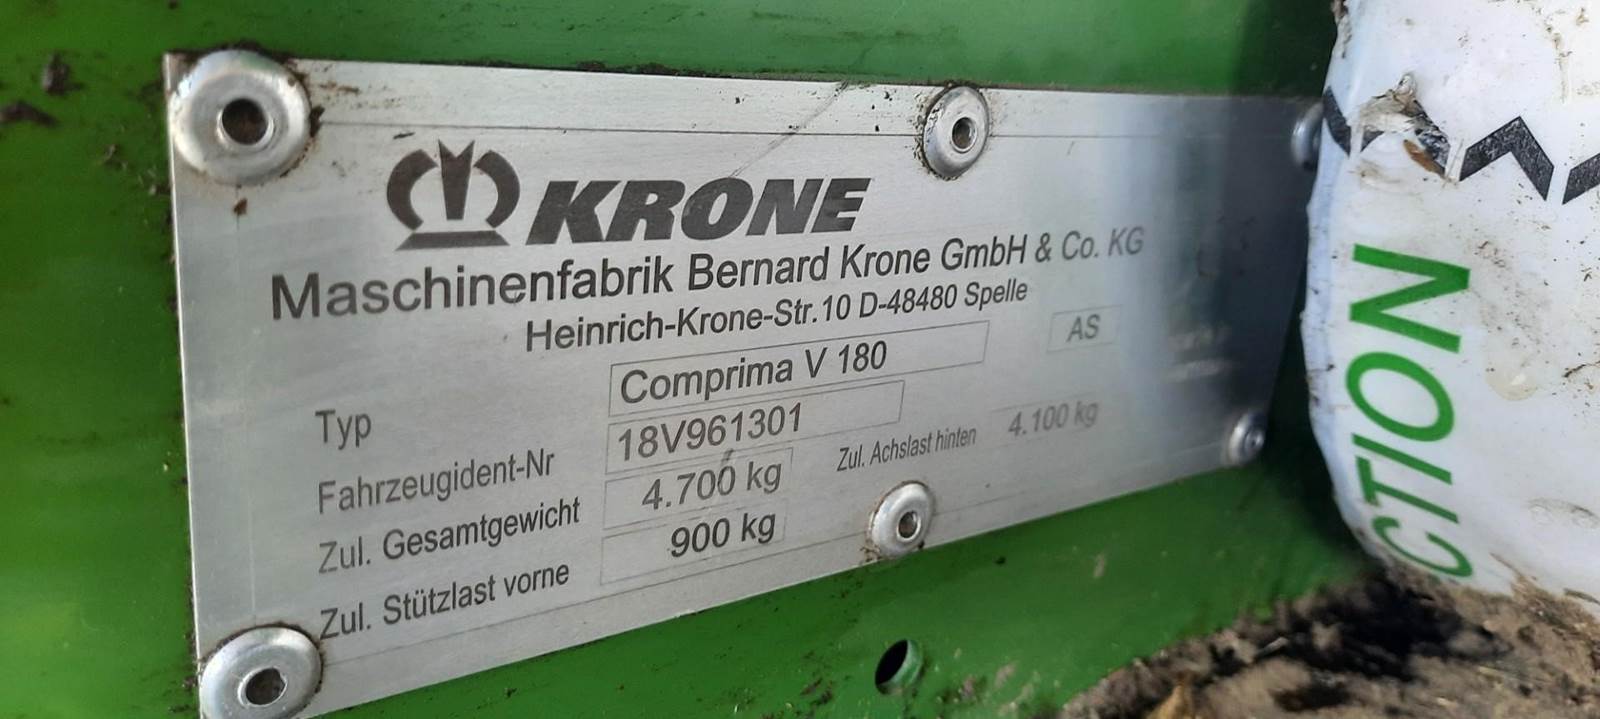 KRONE
Maschinenfabrik Bernard Krone GmbH & Co. KG
Heinrich-Krone-Str.10 D-48480 Spelle
Typ Comprima V 180 AS
Fahrzeugident-Nr 18V961301
Zul. Gesamtgewicht 4.700 kg Zul. Achslast hinten 4.100 kg
Zul. Stützlast vorne 900 kg
CTION